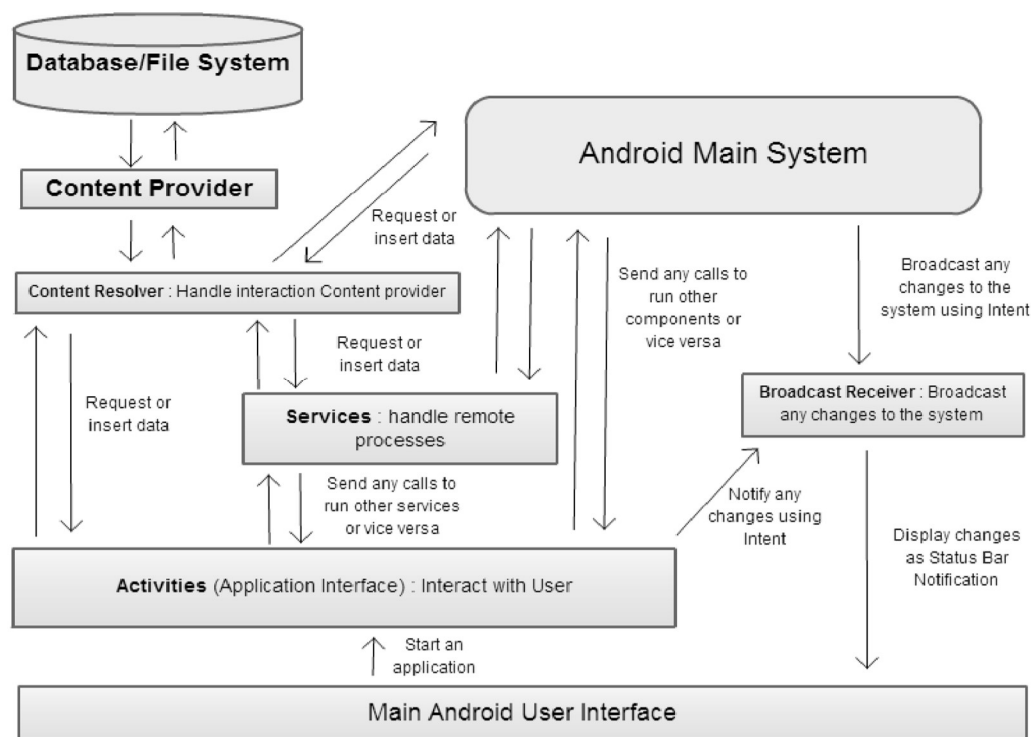 Database/File System
Android Main System
Content Provider
Request or
insert data
Content Resolver : Handle interaction Content provider
Send any calls to
run other
components or
vice versa
Broadcast any
changes to the
system using Intent
Request or
insert data
Request or
insert data
Services : handle remote
processes
Broadcast Receiver : Broadcast
any changes to the system
Send any calls to
run other services
or vice versa
Notify any
changes using
Intent
Display changes
as Status Bar
Notification
Activities (Application Interface) : Interact with User
Start an
application
Main Android User Interface